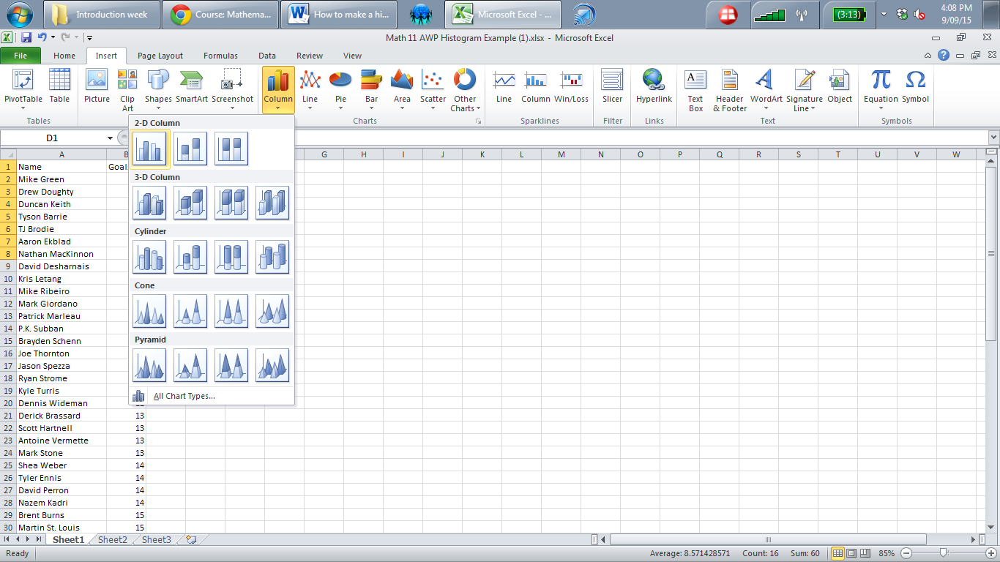 Introduction week
Course: Mathema...
How to make a hi...
Microsoft Excel - ...
(3:13)
4:08 PM
9/09/15
Math 11 AWP Histogram Example (1).xlsx - Microsoft Excel
File Home Insert Page Layout Formulas Data Review View
PivotTable Table Picture Clip Art Shapes SmartArt Screenshot Column Line Pie Bar Area Scatter Other Charts Line Column Win/Loss Slicer Hyperlink Text Box Header & Footer WordArt Signature Line Object Equation Symbol
Tables Charts Sparklines Filter Links Text Symbols
D1
2-D Column
3-D Column
Cylinder
Cone
Pyramid
All Chart Types...
A B G H I J K L M N O P Q R S T U V W
1 Name Goal
2 Mike Green
3 Drew Doughty
4 Duncan Keith
5 Tyson Barrie
6 TJ Brodie
7 Aaron Ekblad
8 Nathan MacKinnon
9 David Desharnais
10 Kris Letang
11 Mike Ribeiro
12 Mark Giordano
13 Patrick Marleau
14 P.K. Subban
15 Brayden Schenn
16 Joe Thornton
17 Jason Spezza
18 Ryan Strome
19 Kyle Turris
20 Dennis Wideman
21 Derick Brassard 13
22 Scott Hartnell 13
23 Antoine Vermette 13
24 Mark Stone 13
25 Shea Weber 14
26 Tyler Ennis 14
27 David Perron 14
28 Nazem Kadri 14
29 Brent Burns 15
30 Martin St. Louis 15
Sheet1 Sheet2 Sheet3
Ready Average: 8.571428571 Count: 16 Sum: 60 85%